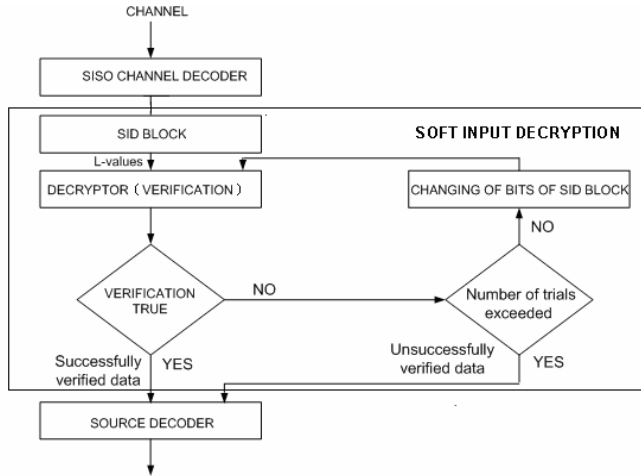 CHANNEL
SISO CHANNEL DECODER
SID BLOCK
SOFT INPUT DECRYPTION
L-values
DECRYPTOR ( VERIFICATION )
CHANGING OF BITS OF SID BLOCK
NO
VERIFICATION
TRUE
NO
Number of trials
exceeded
Successfully
verified data
YES
Unsuccessfully
verified data
YES
SOURCE DECODER